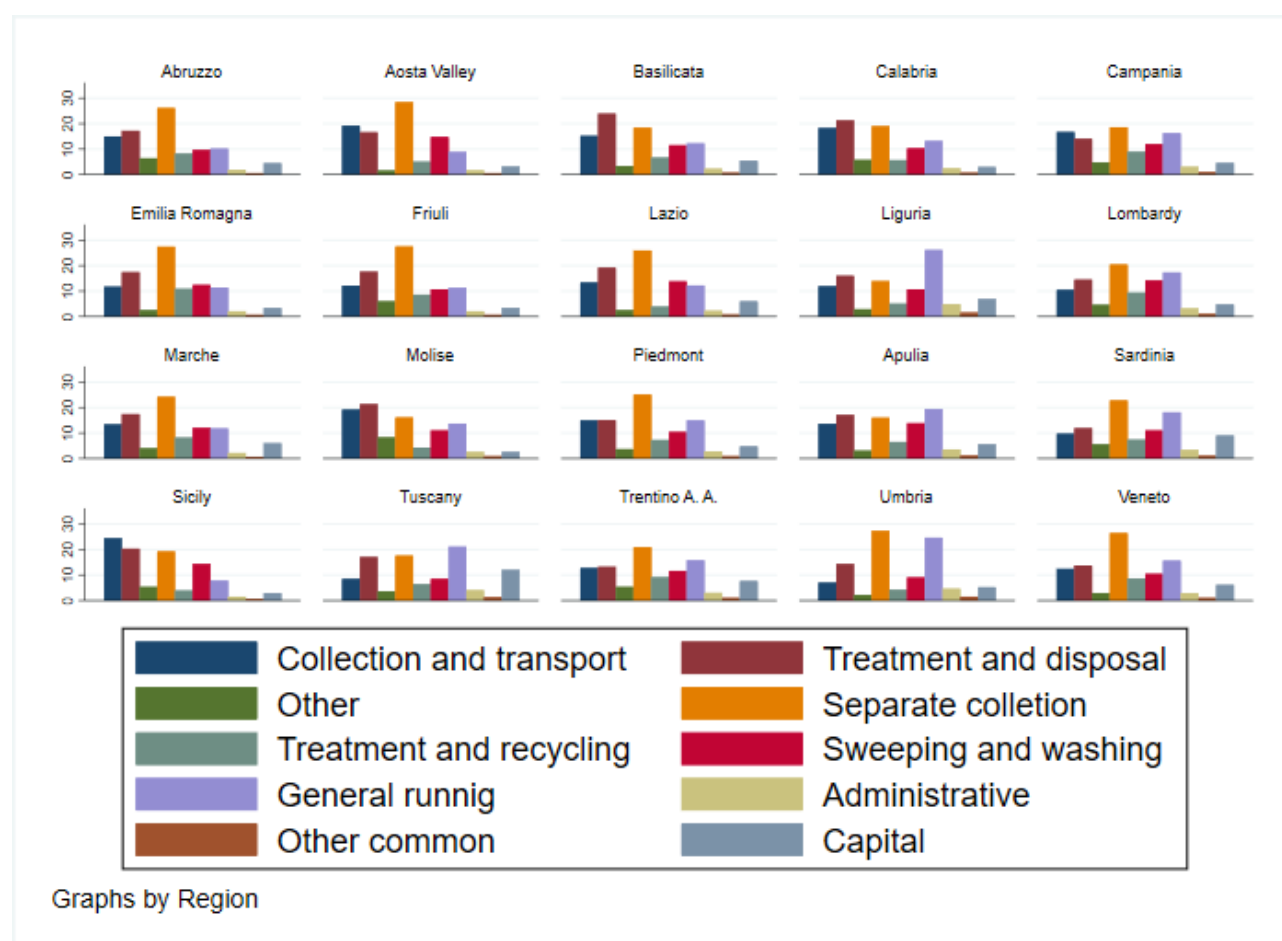 Abruzzo Aosta Valley Basilicata Calabria Campania
30
20
10
0
Emilia Romagna Friuli Lazio Liguria Lombardy
30
20
10
0
Marche Molise Piedmont Apulia Sardinia
30
20
10
0
Sicily Tuscany Trentino A. A. Umbria Veneto
30
20
10
0
Collection and transport Treatment and disposal
Other Separate colletion
Treatment and recycling Sweeping and washing
General runnig Administrative
Other common Capital
Graphs by Region